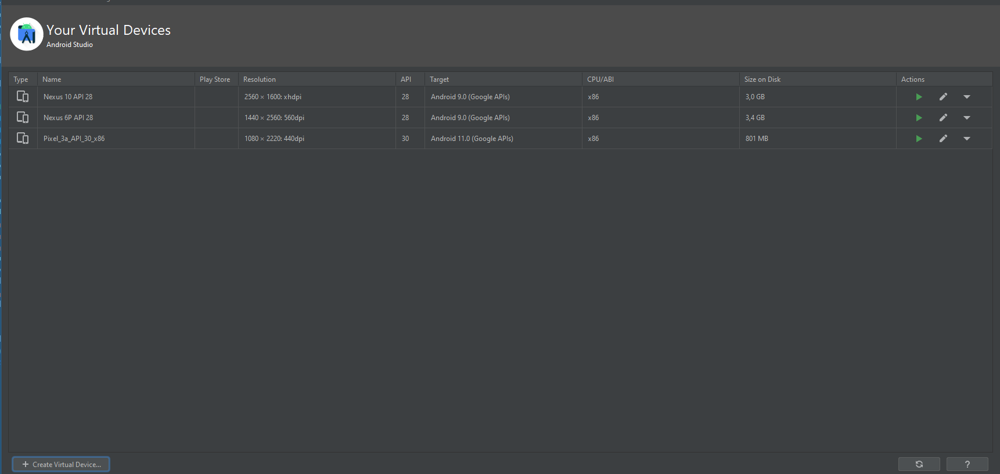 Your Virtual Devices
Android Studio
Type Name Play Store Resolution API Target CPU/ABI Size on Disk Actions
Nexus 10 API 28 2560 × 1600: xhdpi 28 Android 9.0 (Google APIs) x86 3,0 GB
Nexus 6P API 28 1440 × 2560: 560dpi 28 Android 9.0 (Google APIs) x86 3,4 GB
Pixel_3a_API_30_x86 1080 × 2220: 440dpi 30 Android 11.0 (Google APIs) x86 801 MB
+ Create Virtual Device... ?